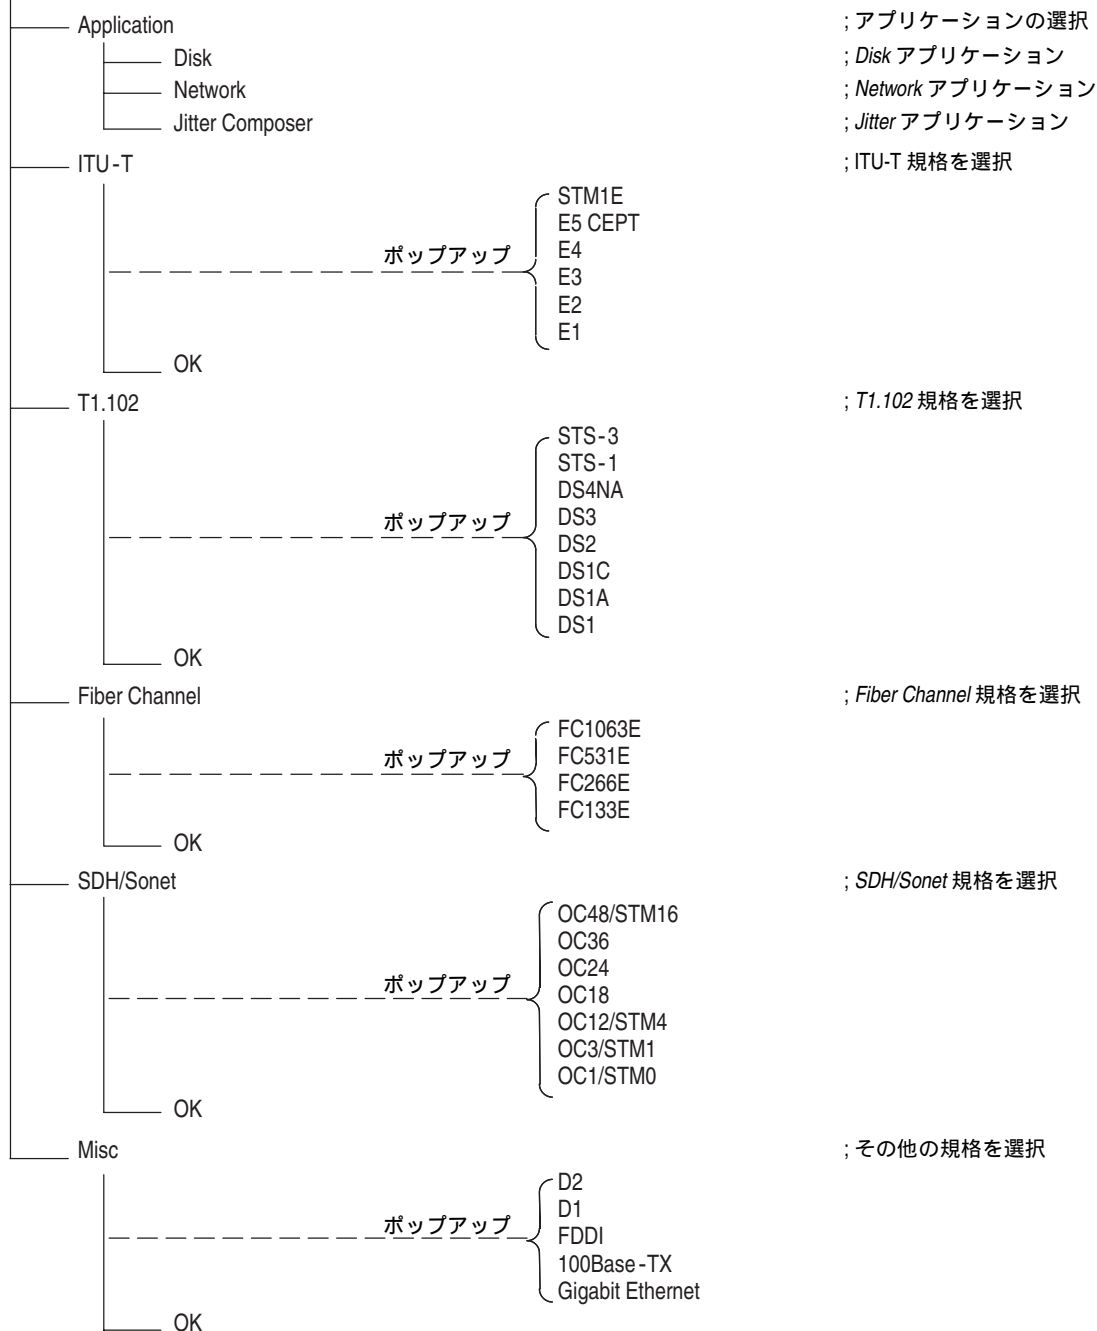 Application ; アプリケーションの選択
Disk ; Disk アプリケーション
Network ; Network アプリケーション
Jitter Composer ; Jitter アプリケーション
ITU-T ; ITU-T 規格を選択
STM1E
E5 CEPT
ポップアップ E4
E3
E2
E1
OK
T1.102 ; T1.102 規格を選択
STS-3
STS-1
DS4NA
ポップアップ DS3
DS2
DS1C
DS1A
DS1
OK
Fiber Channel ; Fiber Channel 規格を選択
FC1063E
ポップアップ FC531E
FC266E
FC133E
OK
SDH/Sonet ; SDH/Sonet 規格を選択
OC48/STM16
OC36
OC24
ポップアップ OC18
OC12/STM4
OC3/STM1
OC1/STM0
OK
Misc ; その他の規格を選択
D2
D1
ポップアップ FDDI
100Base-TX
Gigabit Ethernet
OK